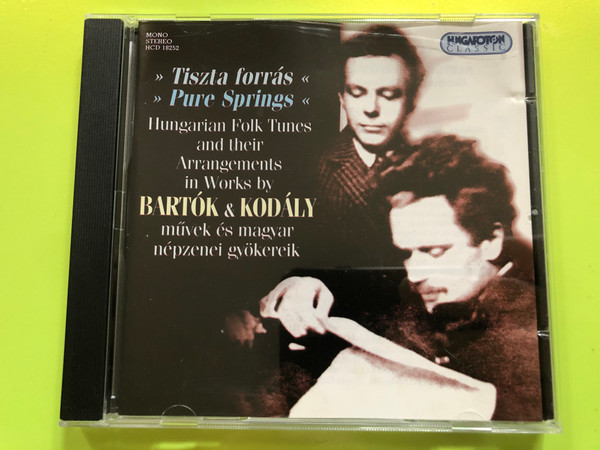 MONO
STEREO
HCD 18252
HUNGAROTON
CLASSIC
» Tiszta forrás «
» Pure Springs «
Hungarian Folk Tunes
and their
Arrangements
in Works by
BARTÓK & KODÁLY
művek és magyar
népzenei gyökereik